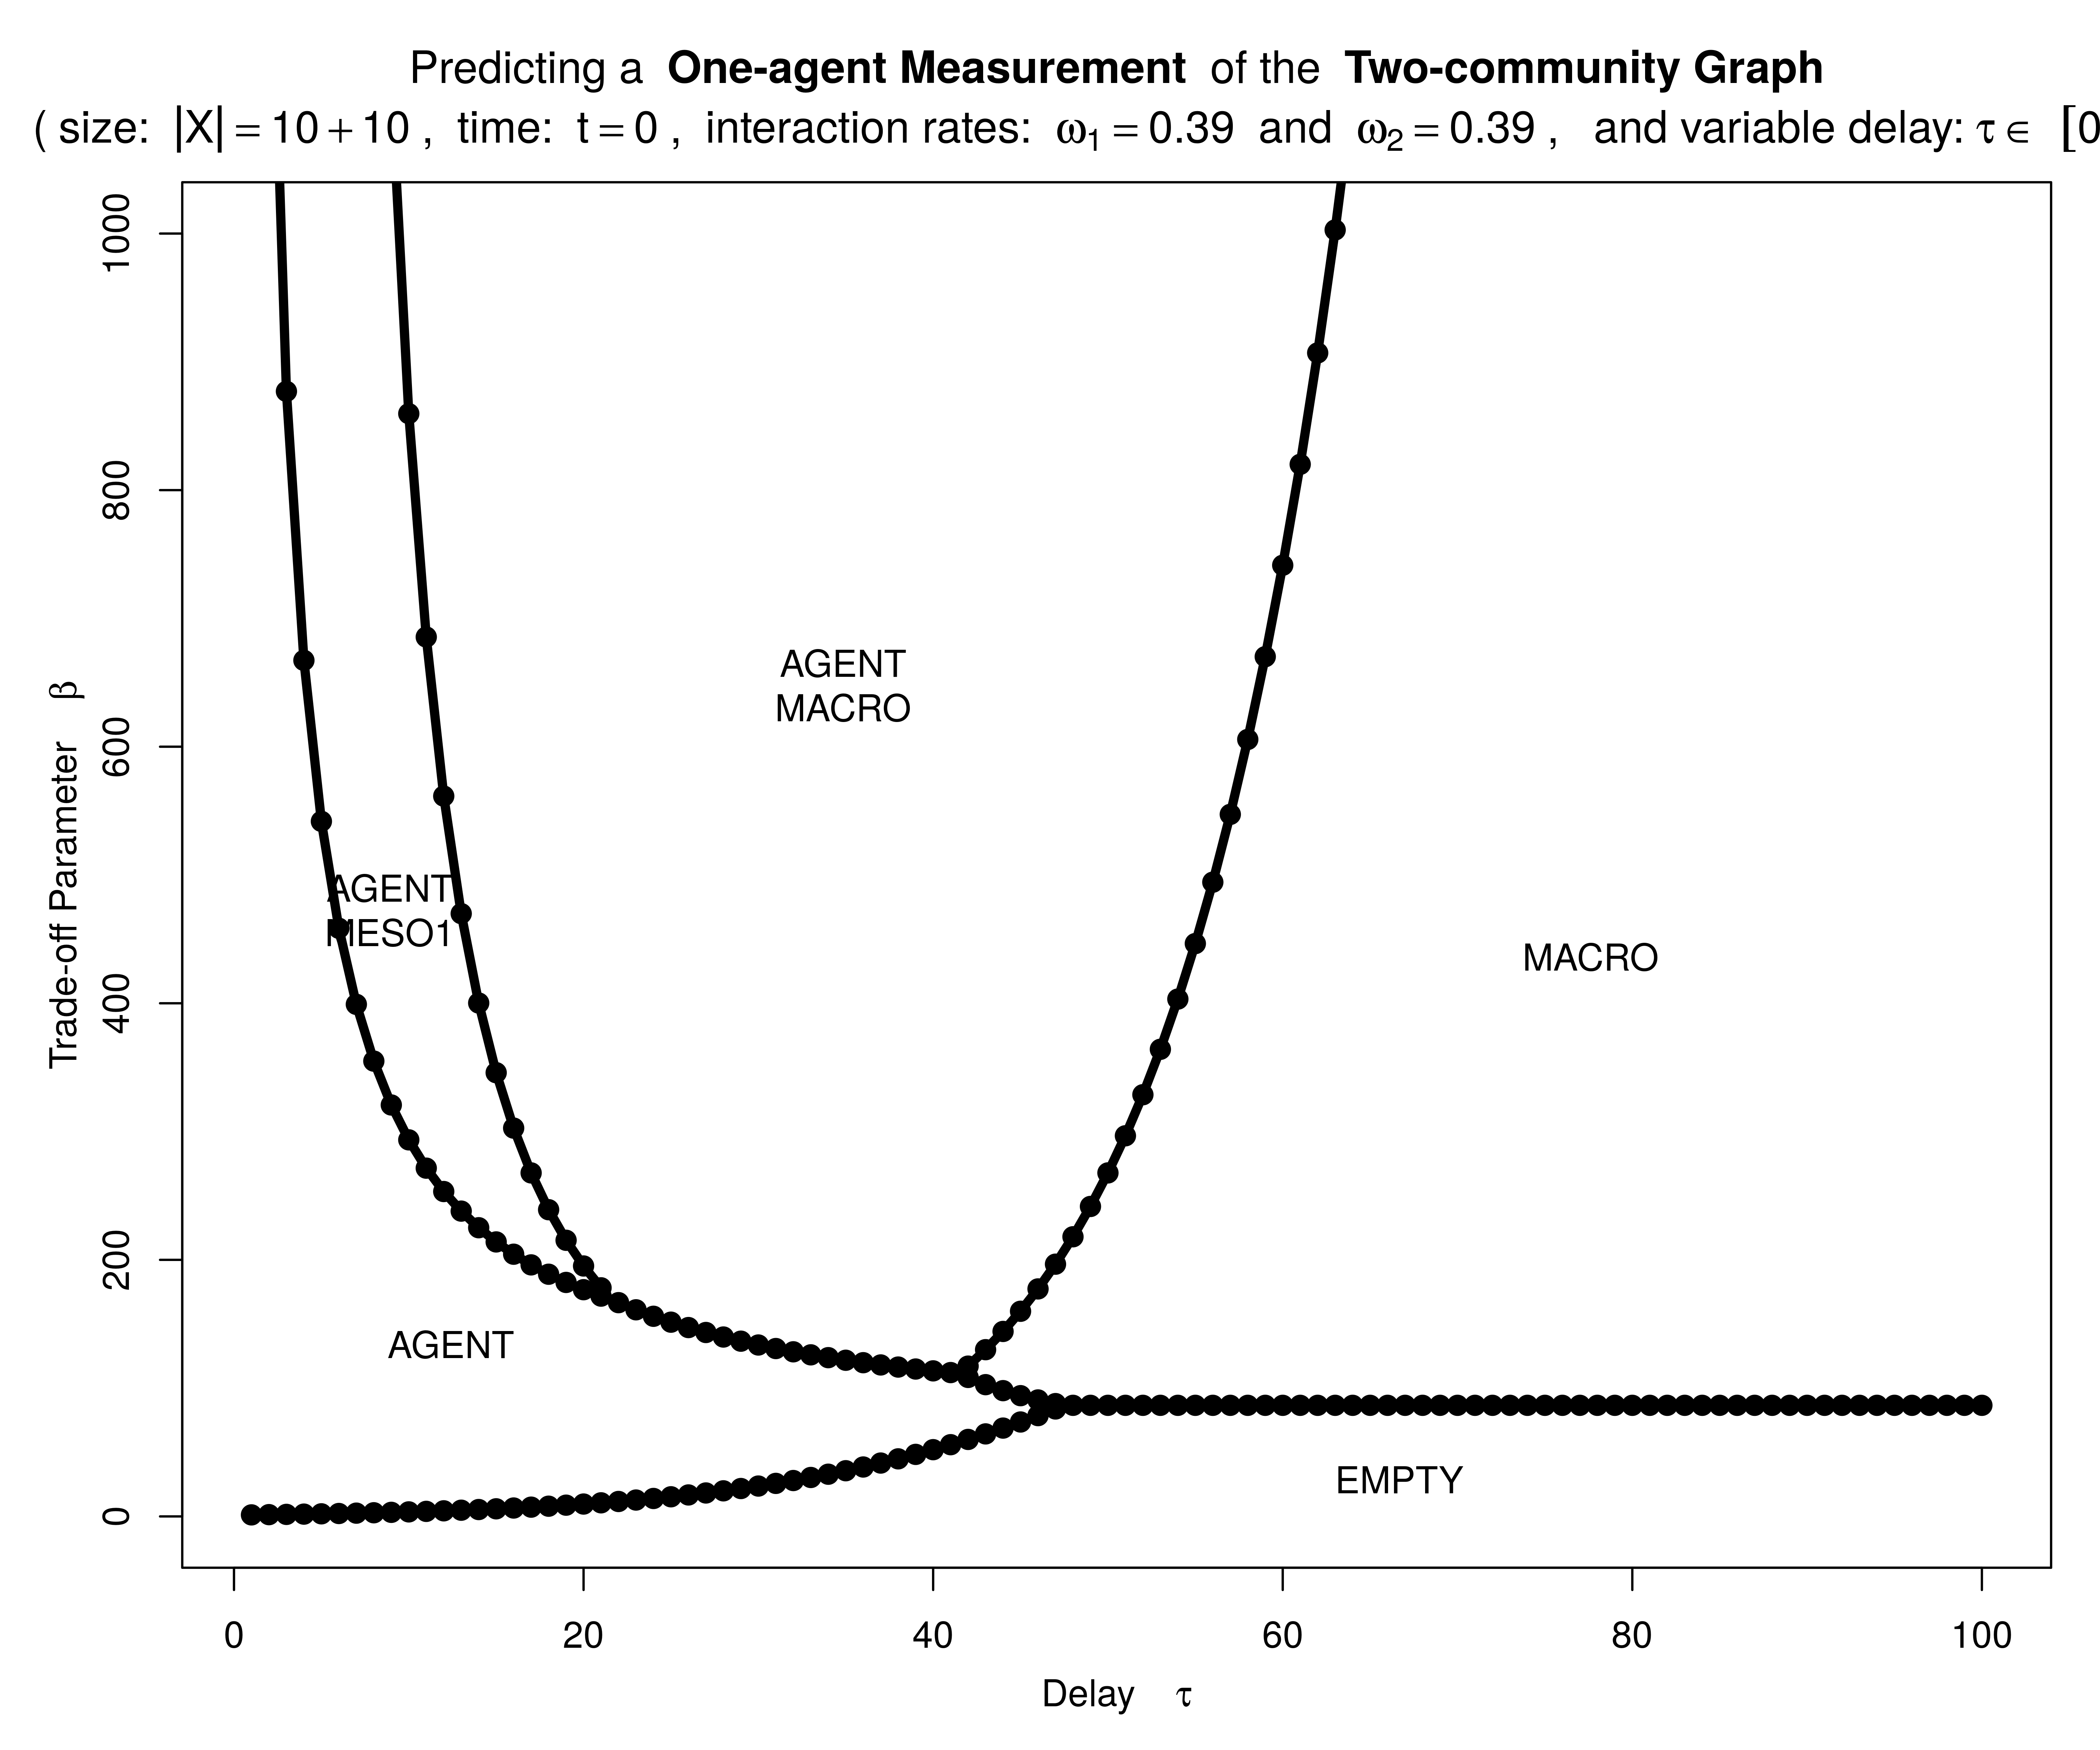 Predicting a One-agent Measurement of the Two-community Graph
( size: |X| = 10 + 10 , time: t = 0 , interaction rates: ω1 = 0.39 and ω2 = 0.39 , and variable delay: τ ∈ [0
1000
800
600
400
200
0
Trade-off Parameter β
AGENT
MACRO
AGENT
MESO1
MACRO
AGENT
EMPTY
0 20 40 60 80 100
Delay τ